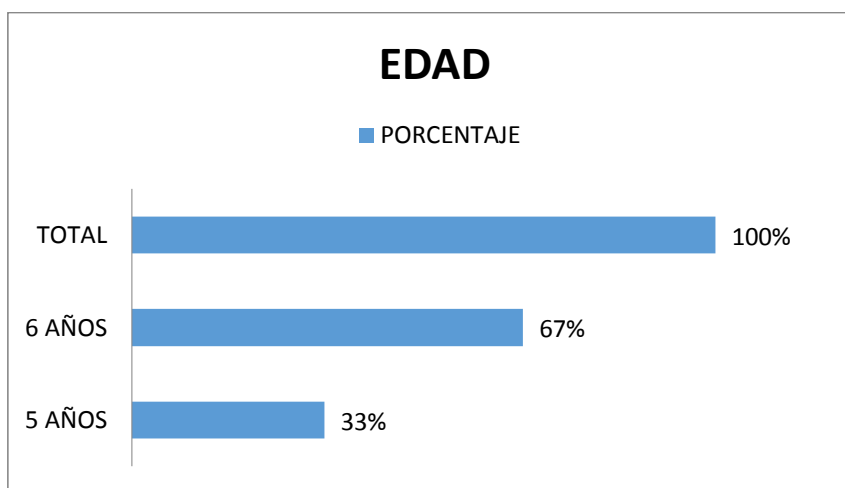 EDAD
PORCENTAJE
TOTAL 100%
6 AÑOS 67%
5 AÑOS 33%